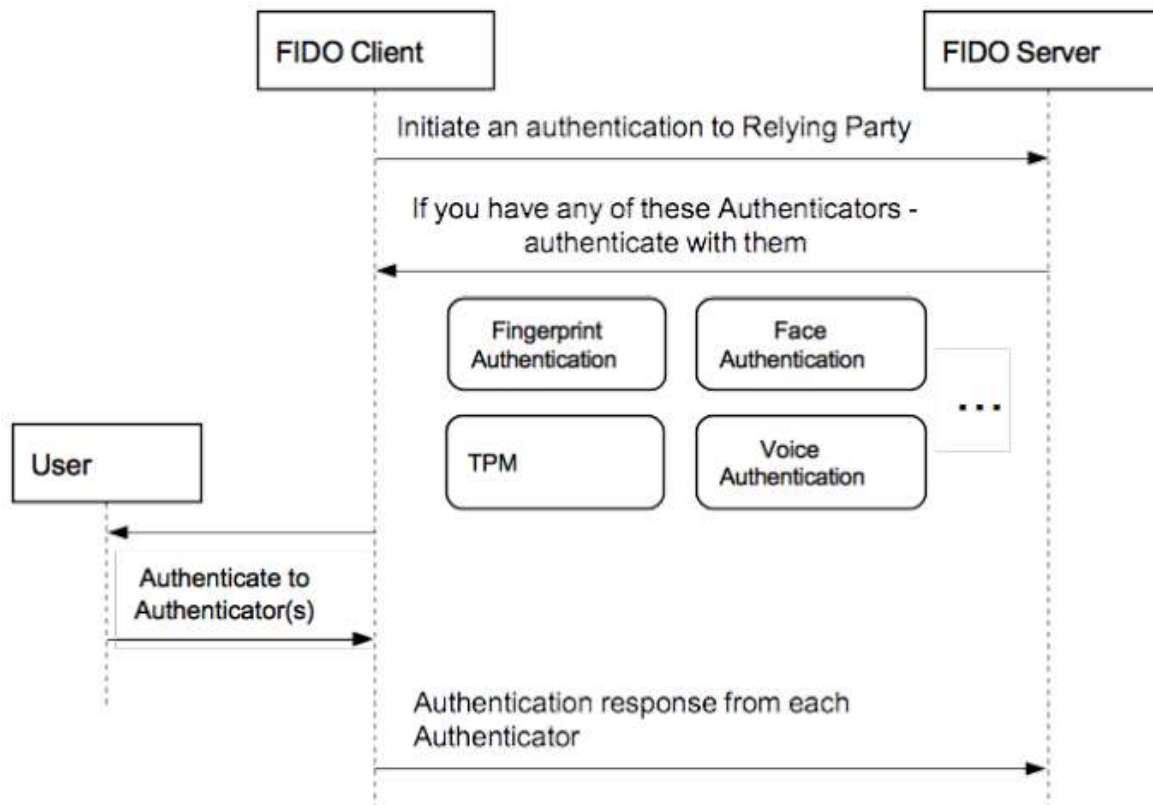 FIDO Client
FIDO Server
Initiate an authentication to Relying Party
If you have any of these Authenticators -
authenticate with them
Fingerprint
Authentication
Face
Authentication
...
User
TPM
Voice
Authentication
Authenticate to
Authenticator(s)
Authentication response from each
Authenticator